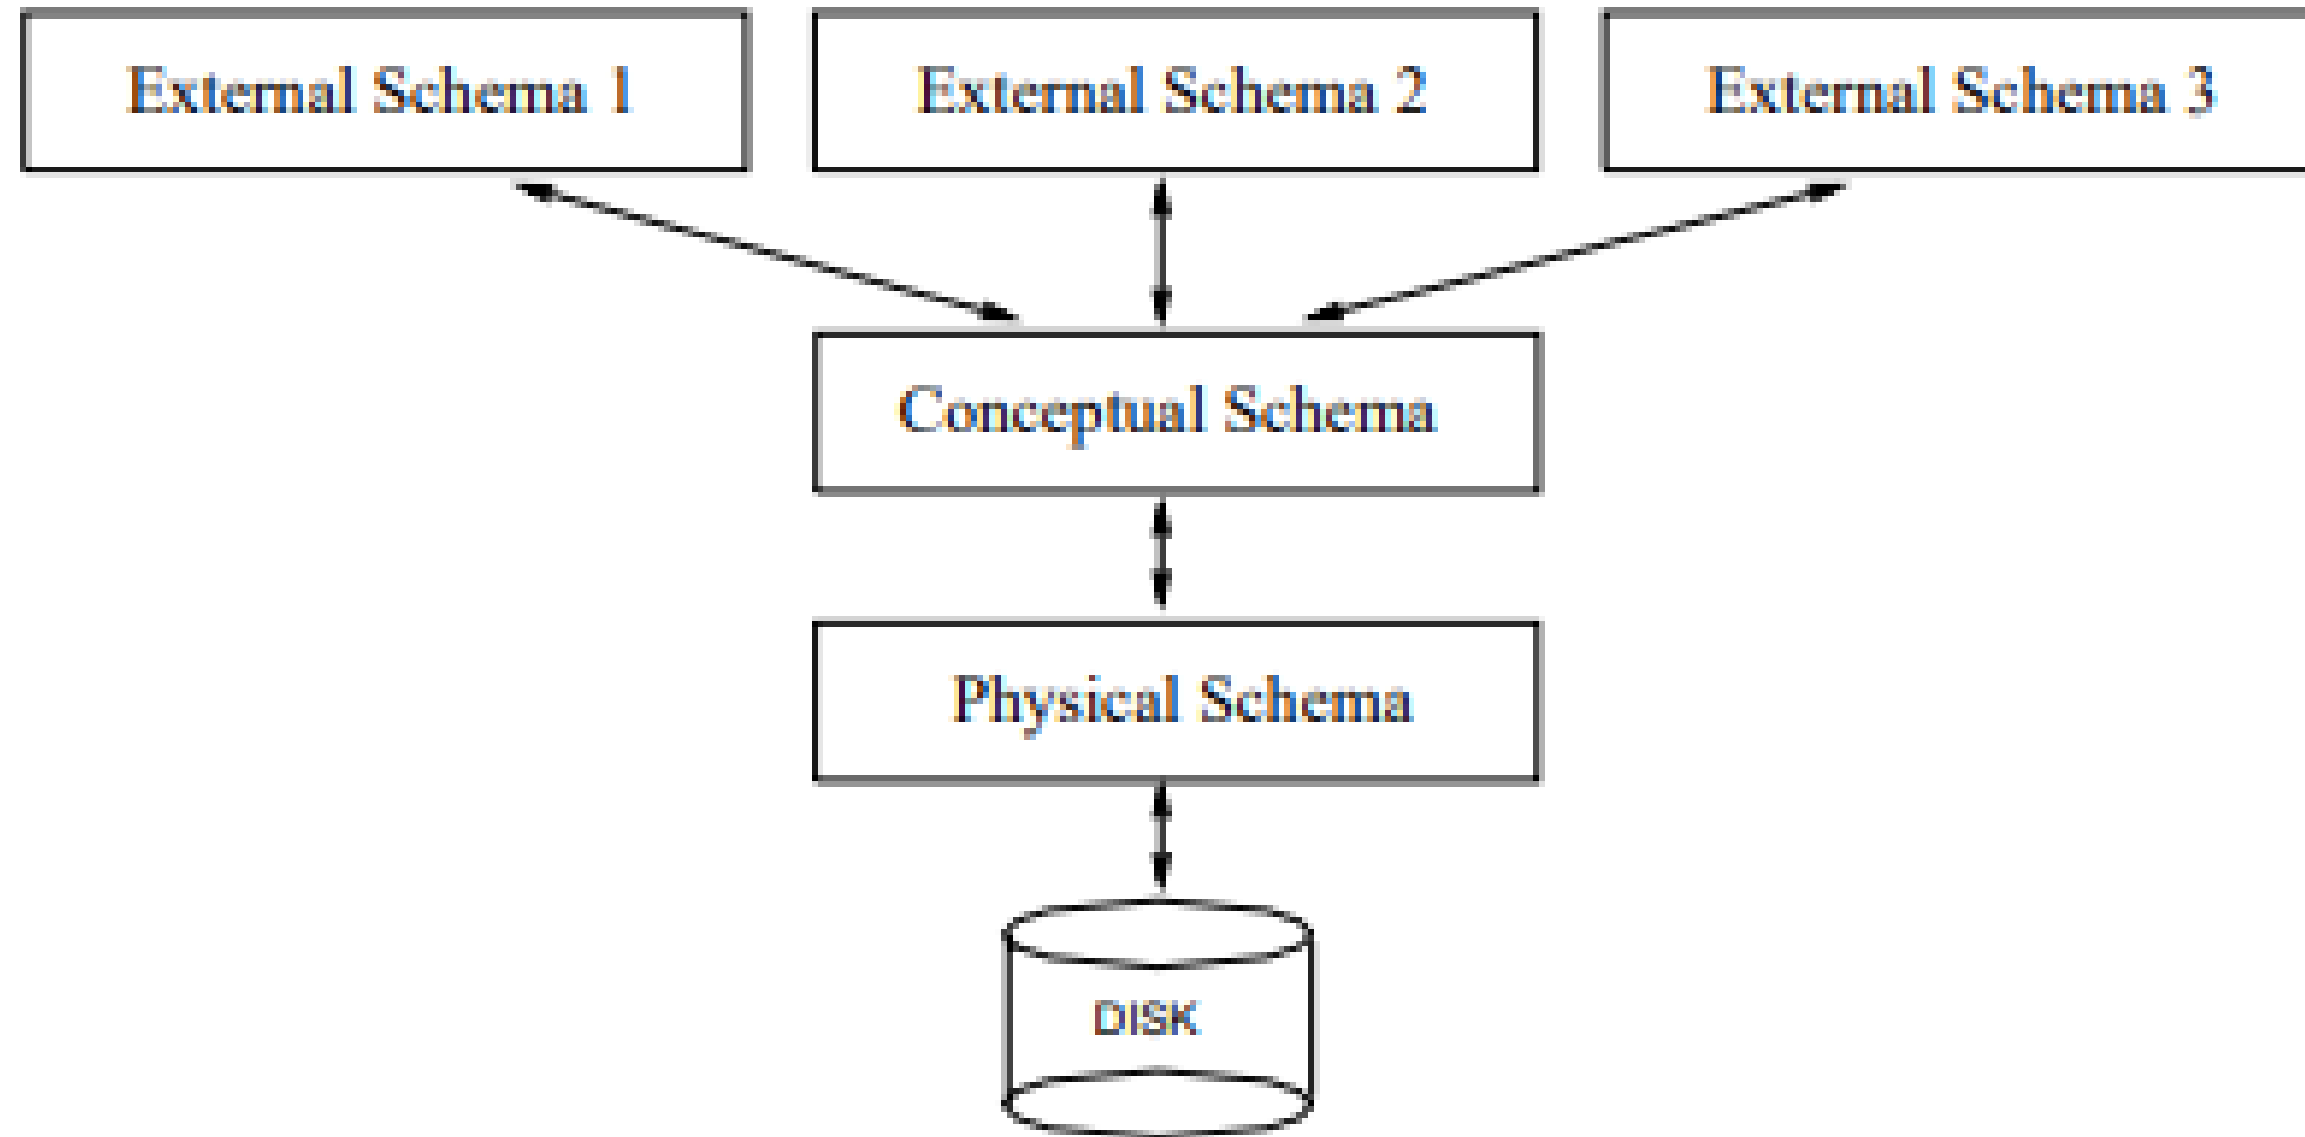 External Schema 1
External Schema 2
External Schema 3
Conceptual Schema
Physical Schema
DISK